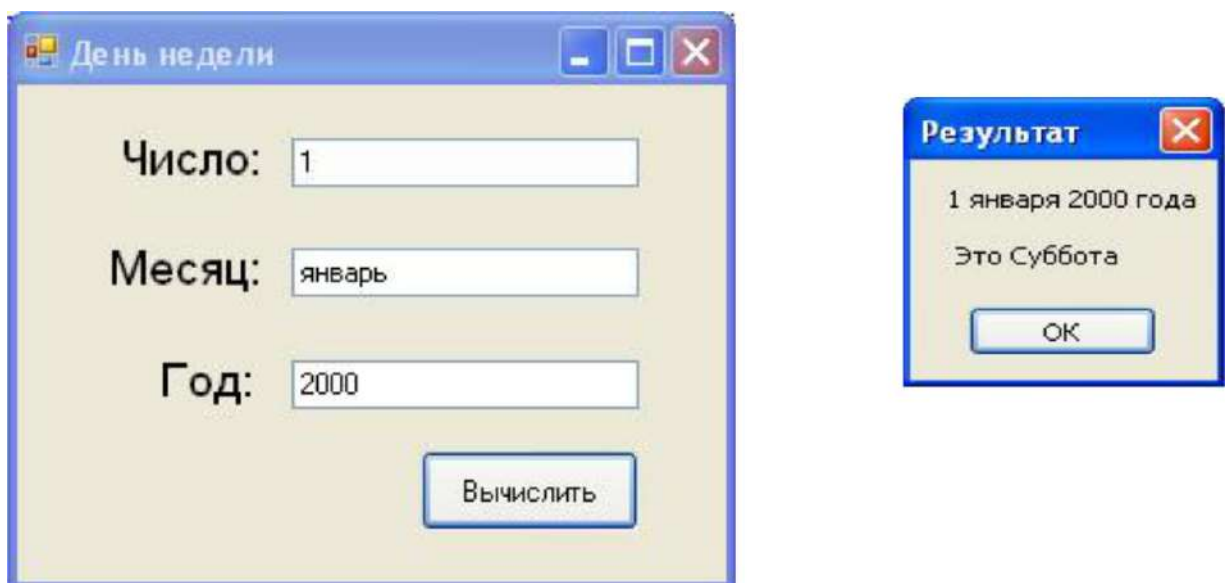 День недели
Число: 1
Месяц: январь
Год: 2000
Вычислить
Результат
1 января 2000 года
Это Суббота
OK